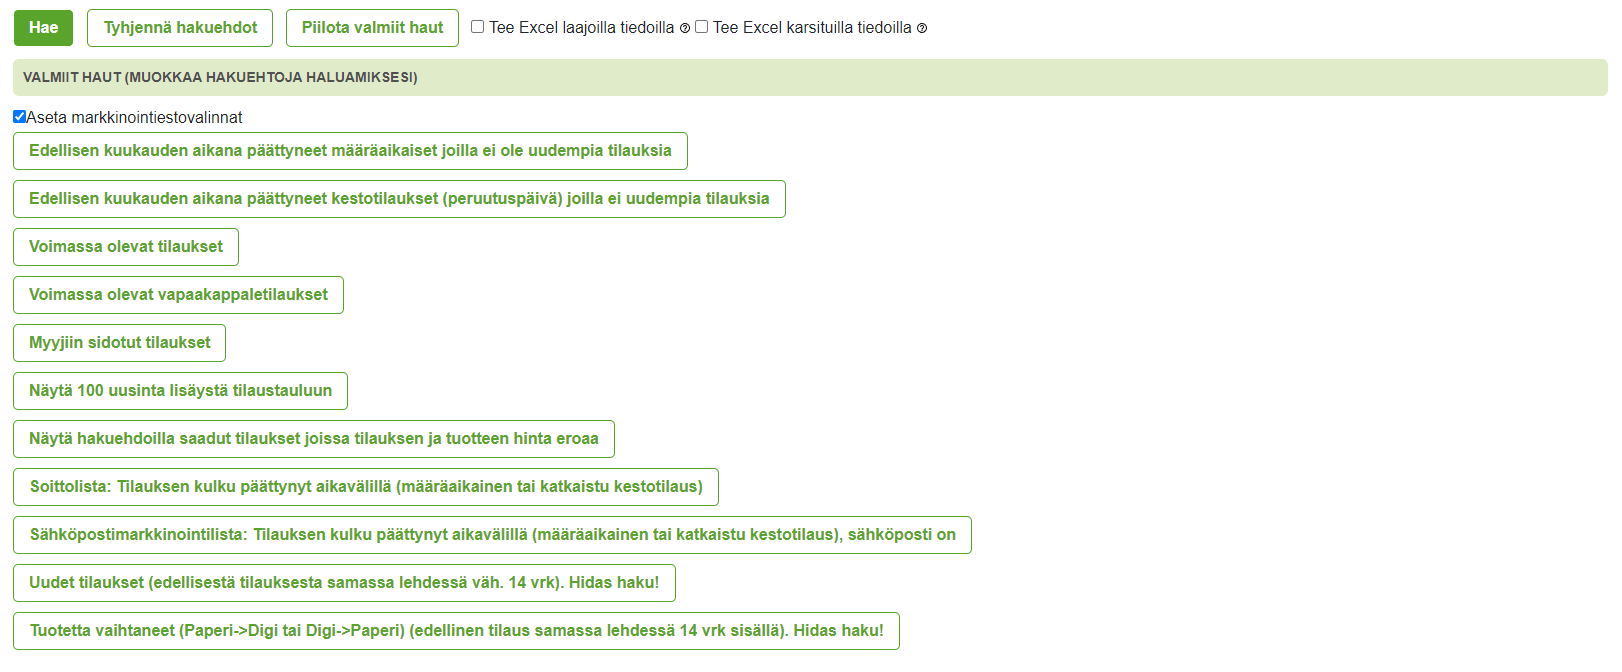 Hae Tyhjennä hakuehdot Piilota valmiit haut Tee Excel laajoilla tiedoilla Tee Excel karsituilla tiedoilla
VALMIIT HAUT (MUOKKAA HAKUEHTOJA HALUAMIKSESI)
Aseta markkinointiestovalinnat
Edellisen kuukauden aikana päättyneet määräaikaiset joilla ei ole uudempia tilauksia
Edellisen kuukauden aikana päättyneet kestotilaukset (peruutuspäivä) joilla ei uudempia tilauksia
Voimassa olevat tilaukset
Voimassa olevat vapaakappaletilaukset
Myyjiin sidotut tilaukset
Näytä 100 uusinta lisäystä tilaustauluun
Näytä hakuehdoilla saadut tilaukset joissa tilauksen ja tuotteen hinta eroaa
Soittolista: Tilauksen kulku päättynyt aikavälillä (määräaikainen tai katkaistu kestotilaus)
Sähköpostimarkkinointilista: Tilauksen kulku päättynyt aikavälillä (määräaikainen tai katkaistu kestotilaus), sähköposti on
Uudet tilaukset (edellisestä tilauksesta samassa lehdessä väh. 14 vrk). Hidas haku!
Tuotetta vaihtaneet (Paperi->Digi tai Digi->Paperi) (edellinen tilaus samassa lehdessä 14 vrk sisällä). Hidas haku!